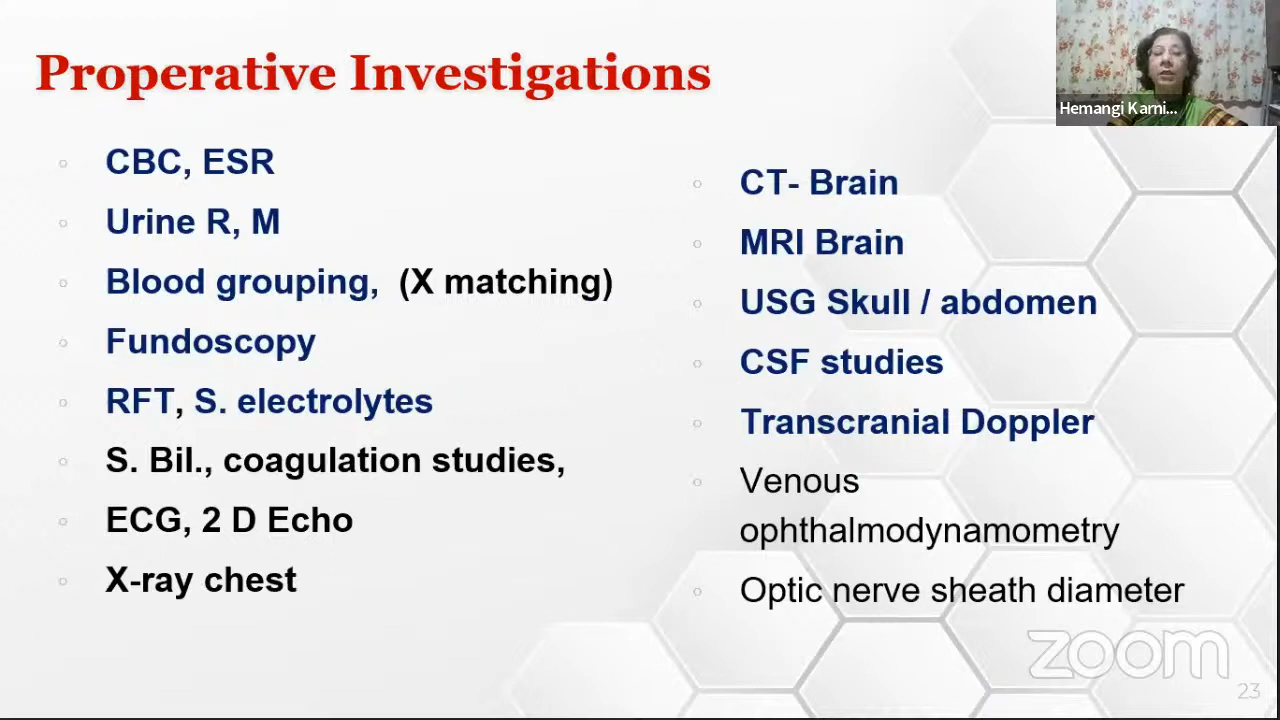 Properative Investigations
Hemangi Karni...
CBC, ESR
Urine R, M
Blood grouping, (X matching)
Fundoscopy
RFT, S. electrolytes
S. Bil., coagulation studies,
ECG, 2 D Echo
X-ray chest
CT- Brain
MRI Brain
USG Skull / abdomen
CSF studies
Transcranial Doppler
Venous
ophthalmodynamometry
Optic nerve sheath diameter
zoom
23